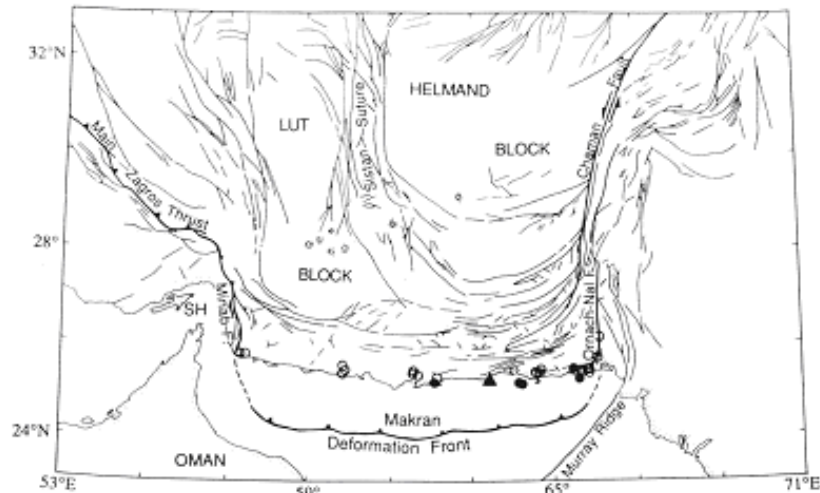 32°N
HELMAND
LUT
BLOCK
Sistan Suture
Chaman Fault
Main Zagros Thrust
28°
BLOCK
SH
Minab F.
Ornach-Nal F.
Makran
Deformation Front
24°N
OMAN
Murray Ridge
53°E
59°
65°
71°E